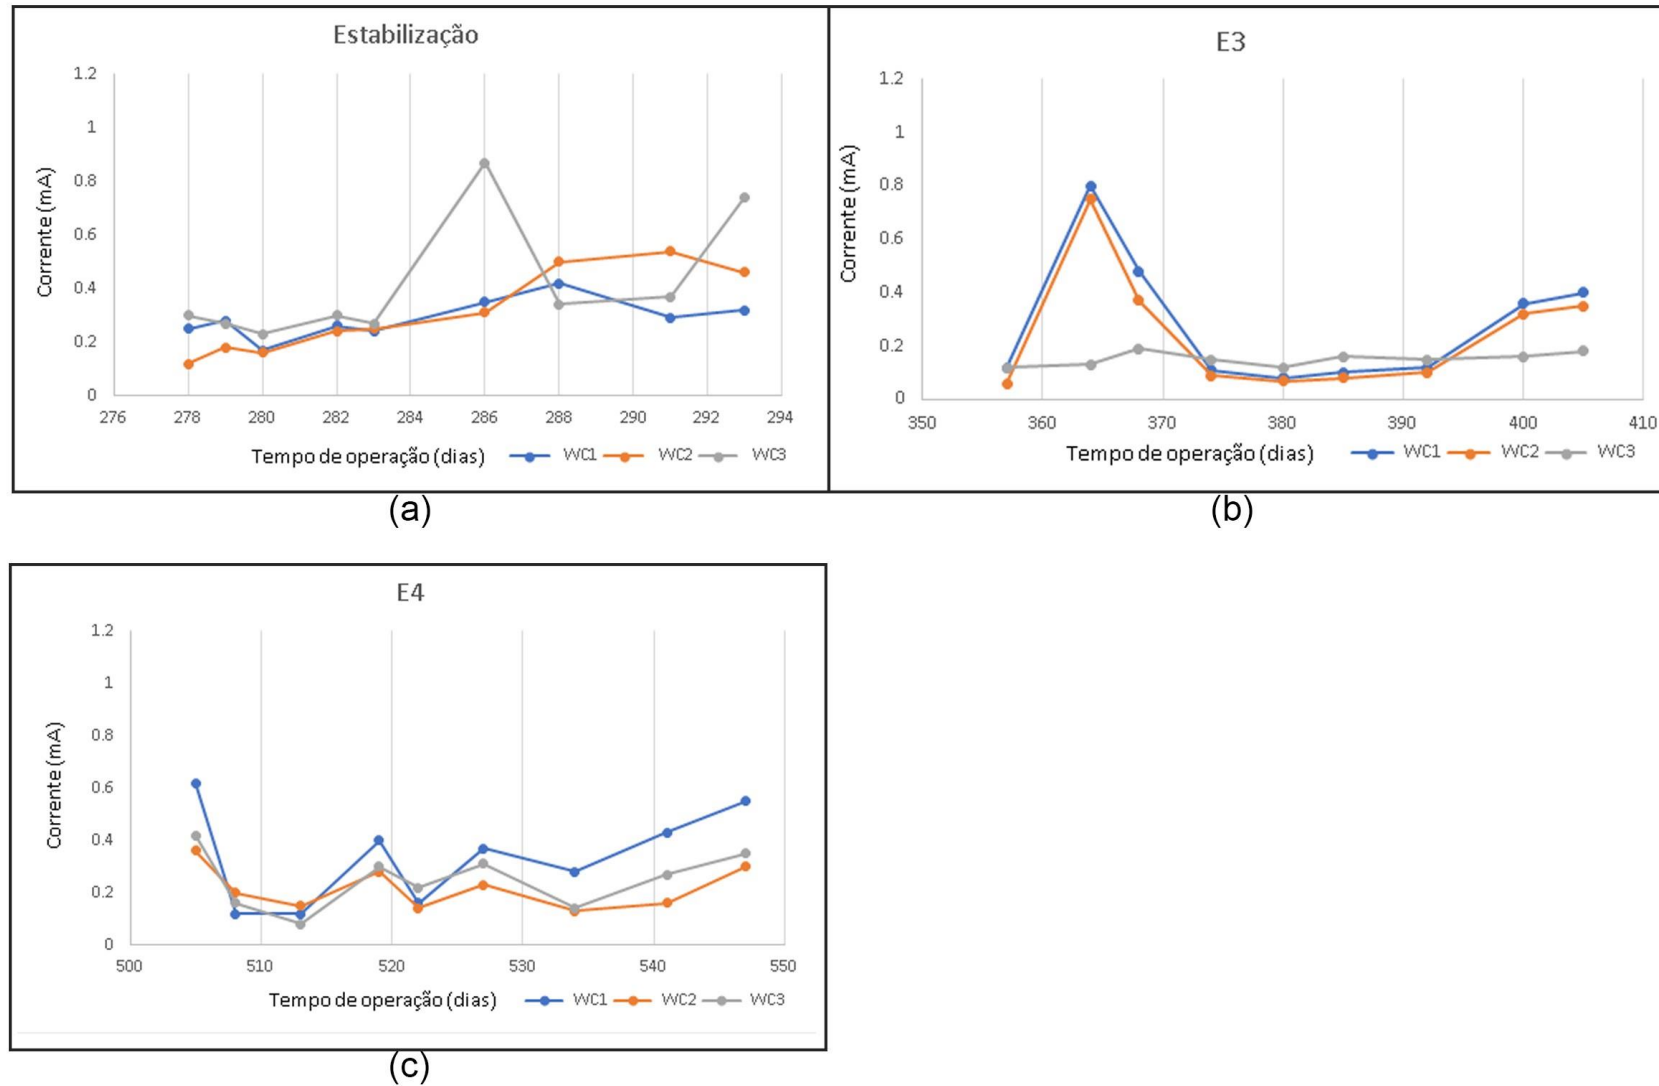 Estabilização
1.2
1
0.8
0.6
0.4
0.2
0
Corrente (mA)
276 278 280 282 284 286 288 290 292 294
Tempo de operação (dias) WC1 WC2 WC3
(a)
E3
1.2
1
0.8
0.6
0.4
0.2
0
Corrente (mA)
350 360 370 380 390 400 410
Tempo de operação (dias) WC1 WC2 WC3
(b)
E4
1.2
1
0.8
0.6
0.4
0.2
0
Corrente (mA)
500 510 520 530 540 550
Tempo de operação (dias) WC1 WC2 WC3
(c)